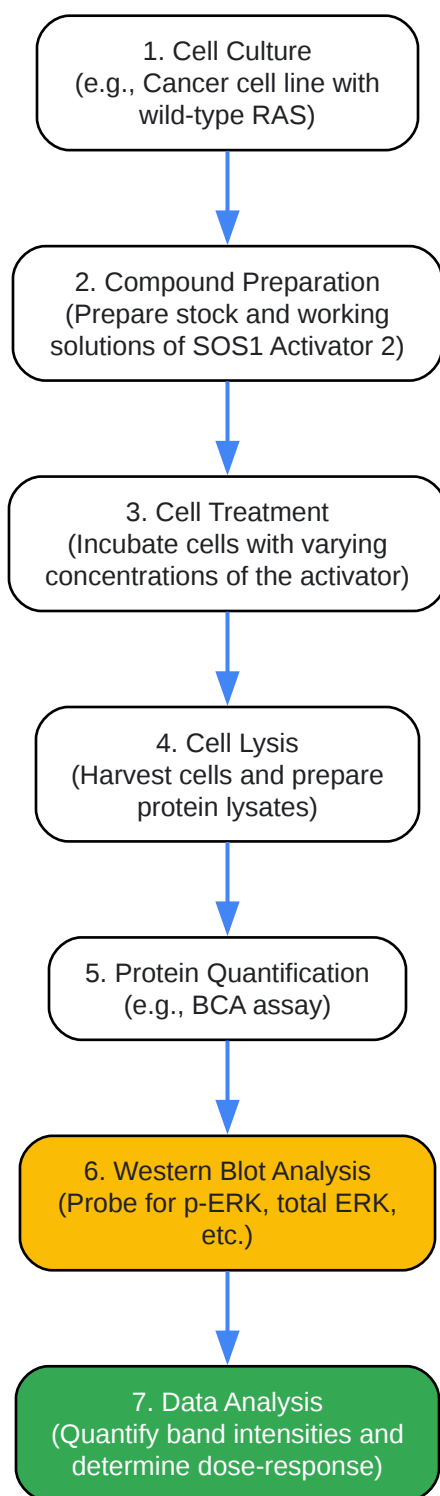 1. Cell Culture
(e.g., Cancer cell line with
wild-type RAS)
2. Compound Preparation
(Prepare stock and working
solutions of SOS1 Activator 2)
3. Cell Treatment
(Incubate cells with varying
concentrations of the activator)
4. Cell Lysis
(Harvest cells and prepare
protein lysates)
5. Protein Quantification
(e.g., BCA assay)
6. Western Blot Analysis
(Probe for p-ERK, total ERK,
etc.)
7. Data Analysis
(Quantify band intensities and
determine dose-response)